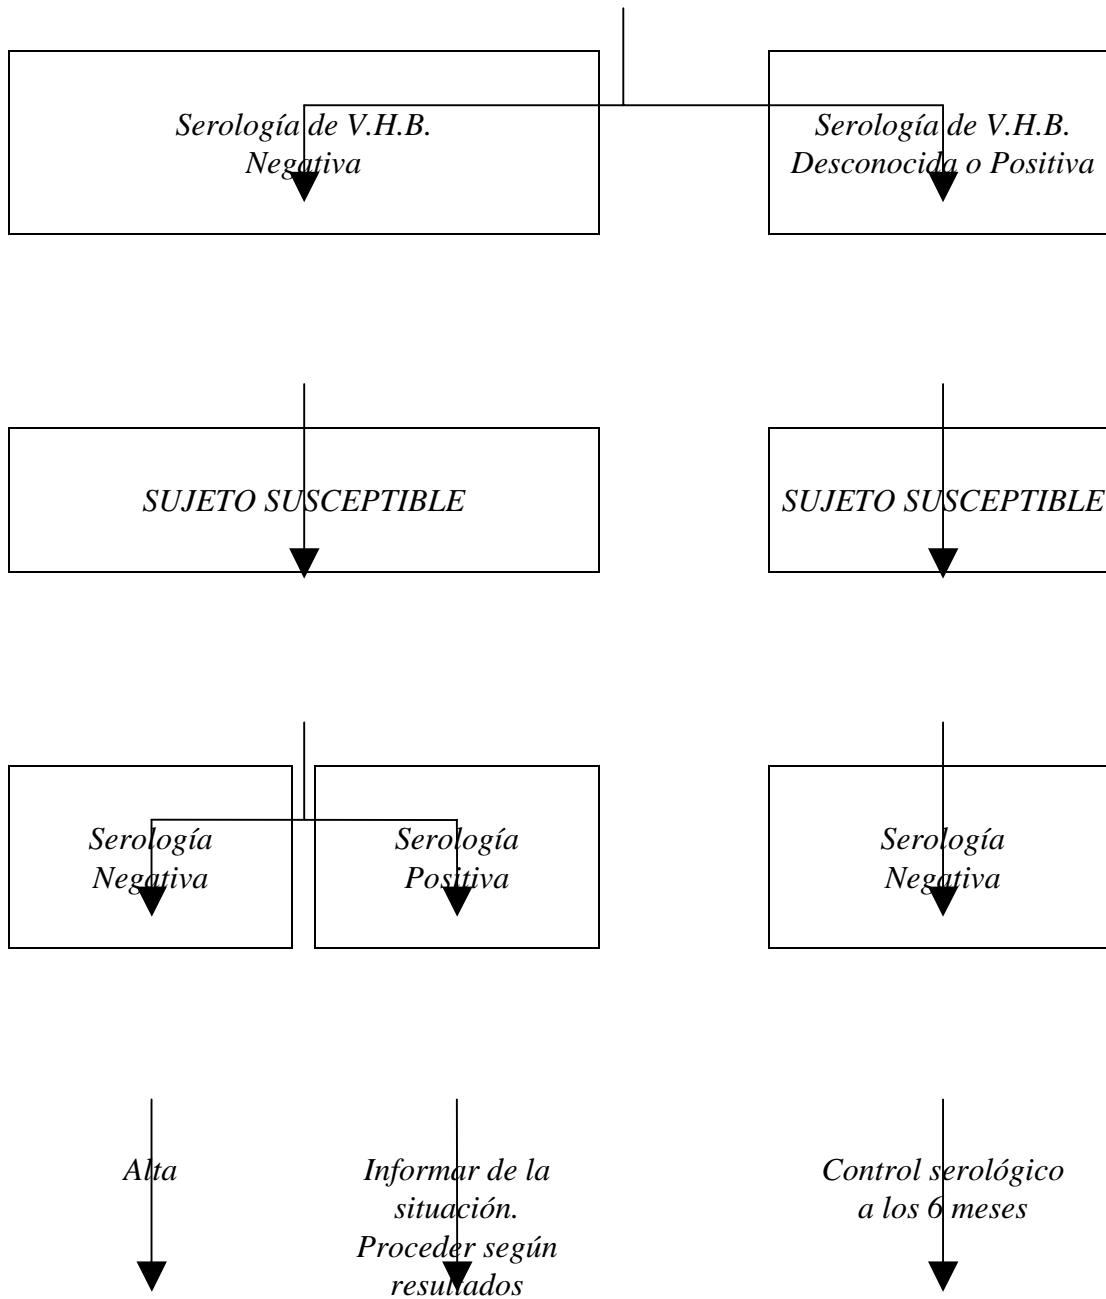 Serología de V.H.B.
Negativa
Serología de V.H.B.
Desconocida o Positiva
SUJETO SUSCEPTIBLE
SUJETO SUSCEPTIBLE
Serología
Negativa
Serología
Positiva
Serología
Negativa
Alta
Informar de la
situación.
Proceder según
resultados
Control serológico
a los 6 meses